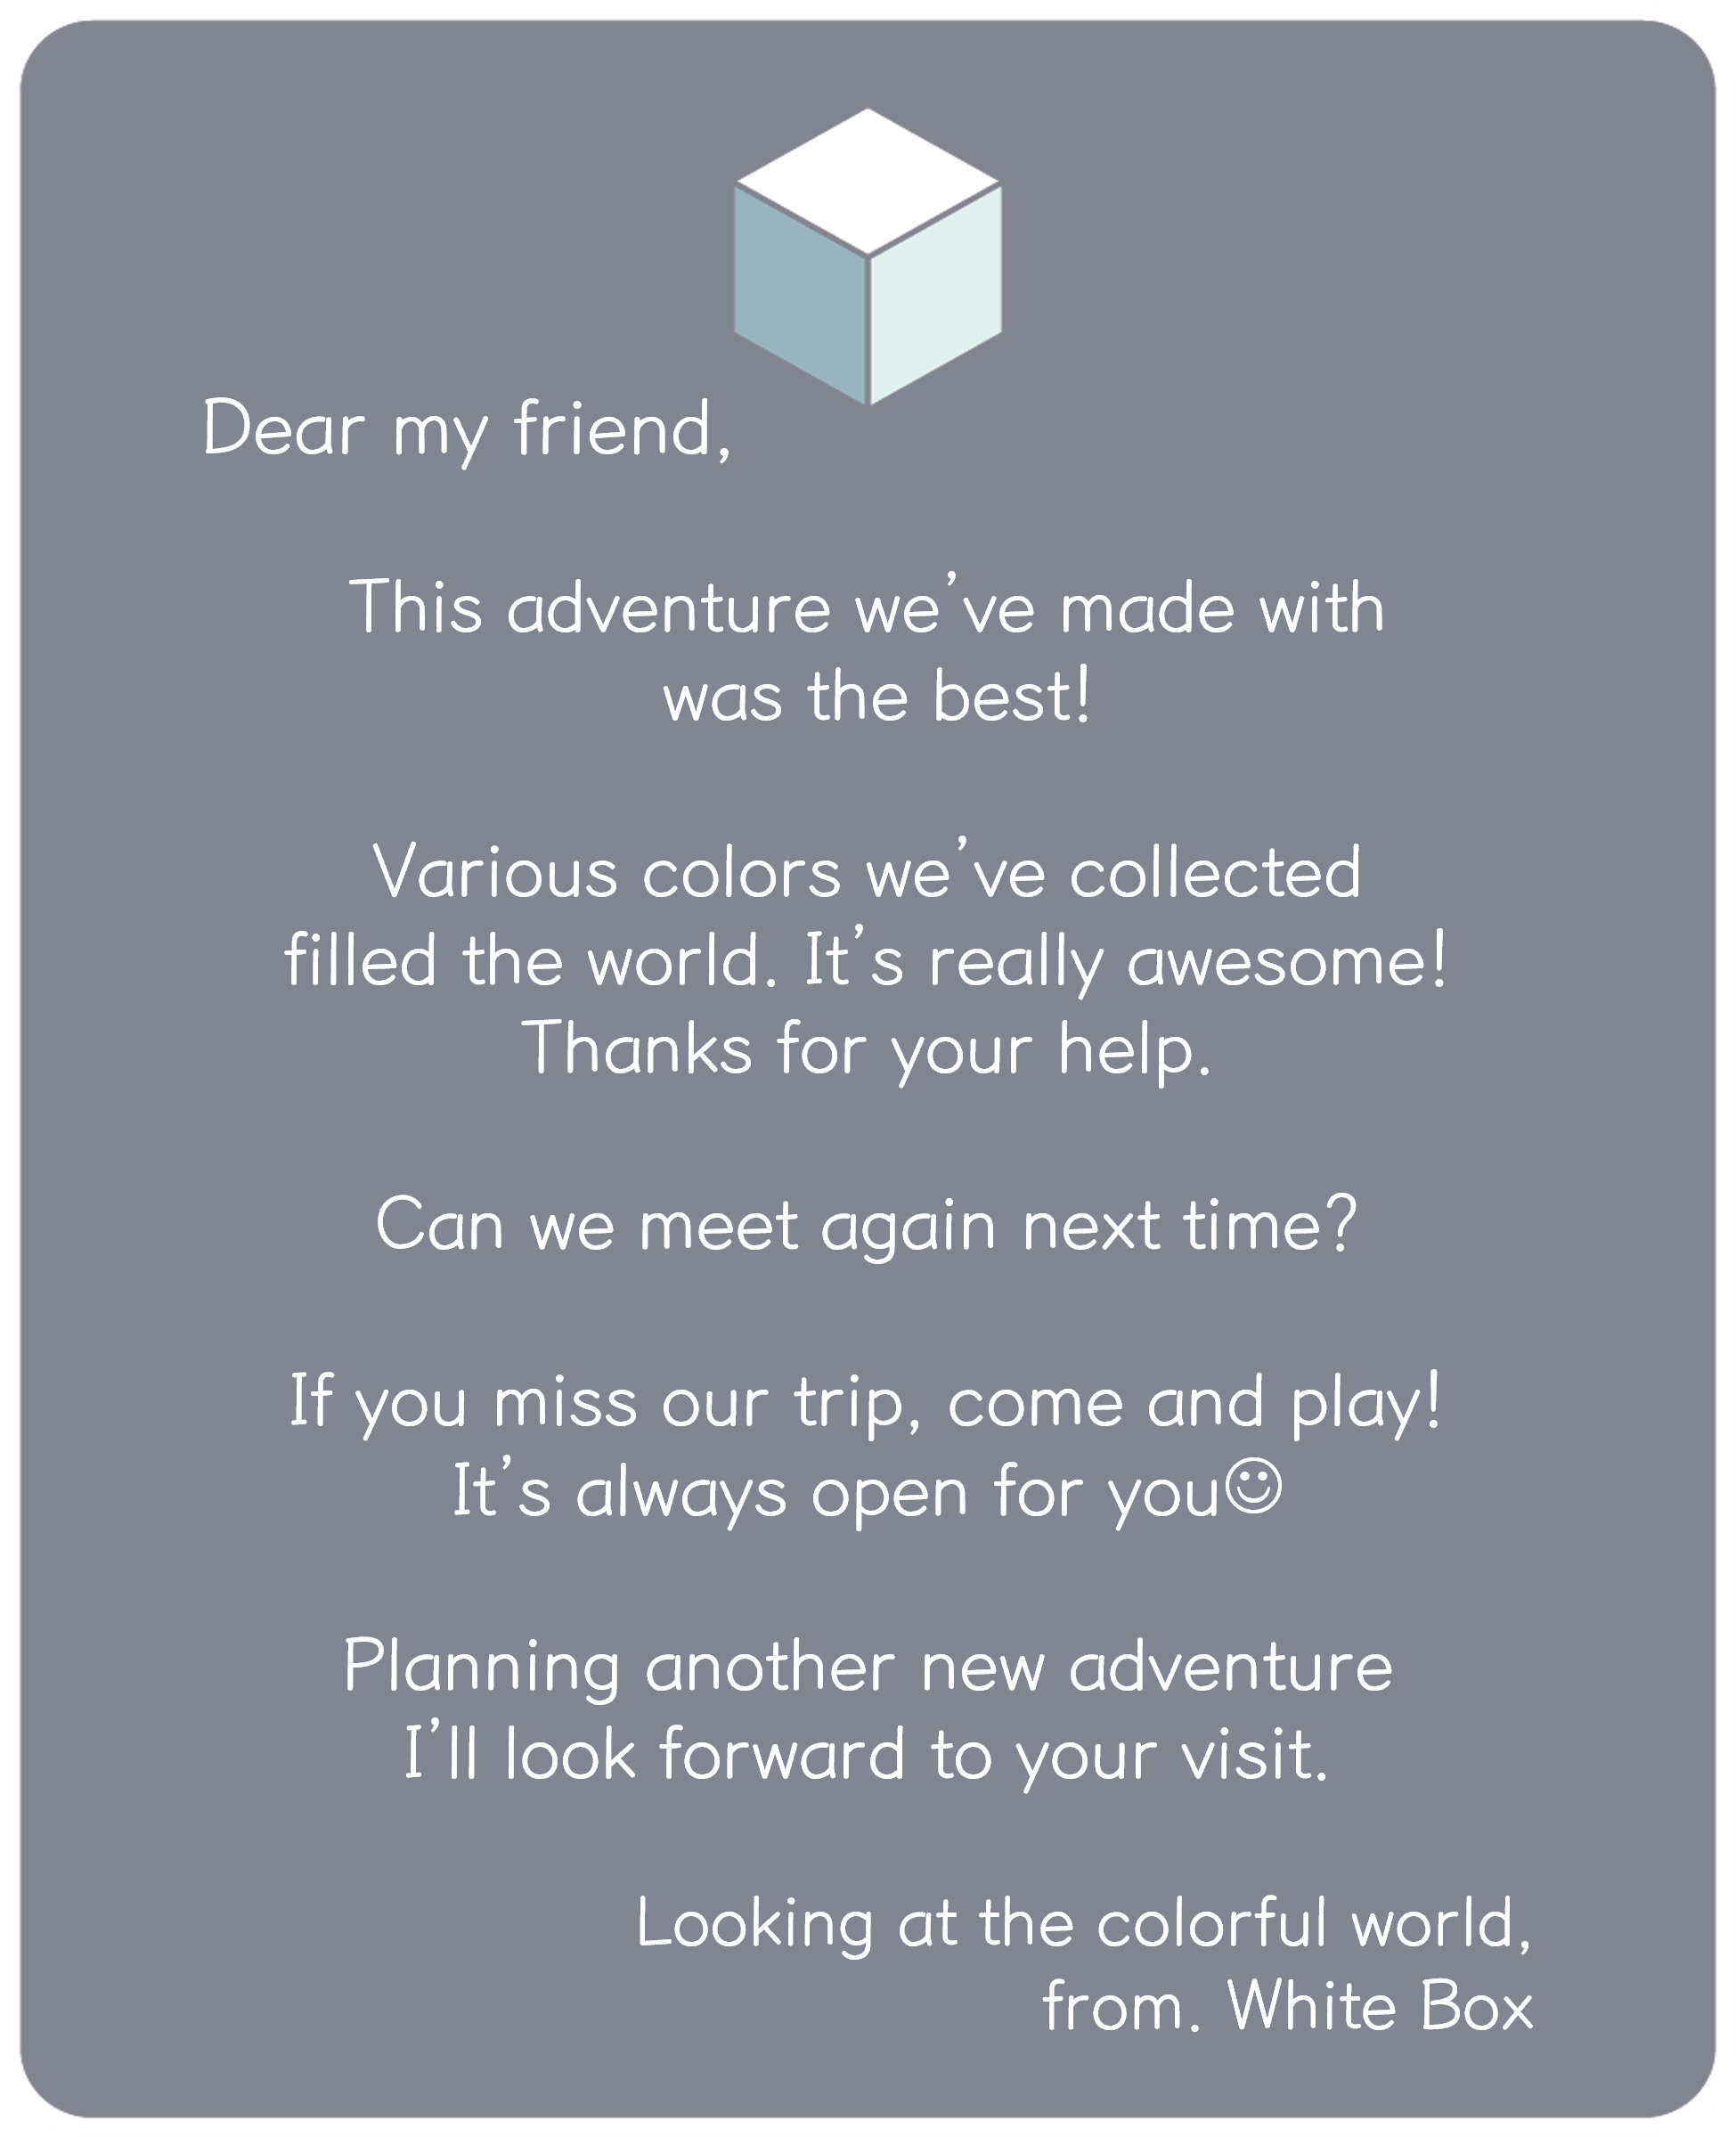 Dear my friend,
This adventure we’ve made with
was the best!
Various colors we’ve collected
filled the world. It’s really awesome!
Thanks for your help.
Can we meet again next time?
If you miss our trip, come and play!
It’s always open for you☺
Planning another new adventure
I’ll look forward to your visit.
Looking at the colorful world,
from. White Box